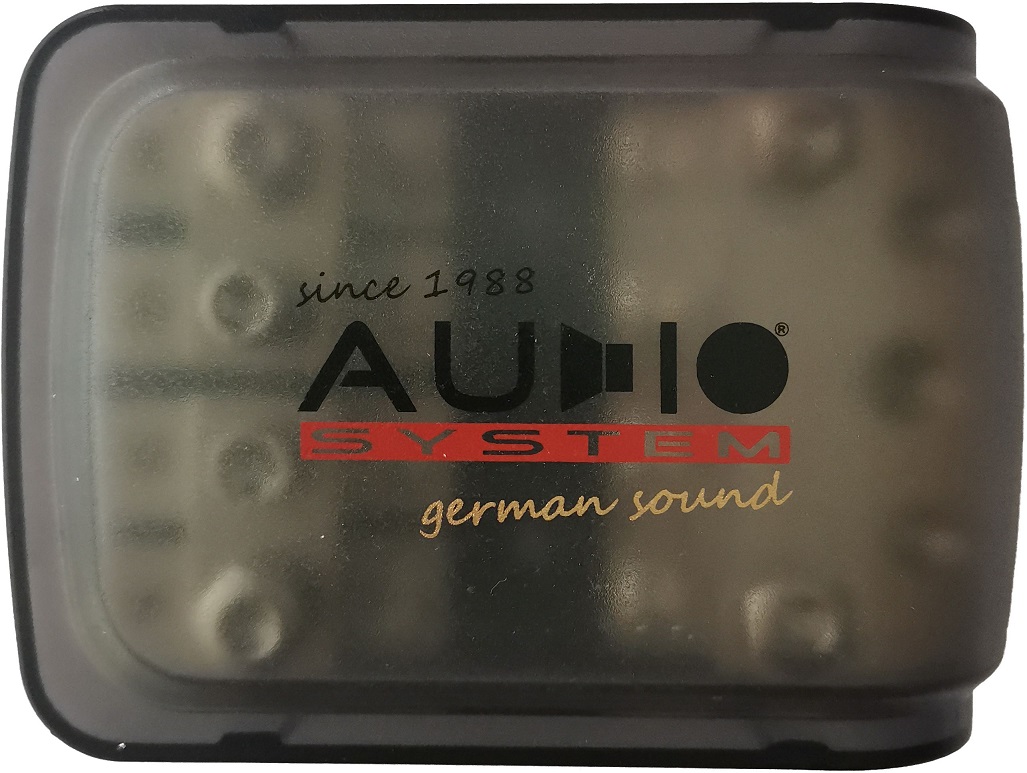 since 1988
AUDIO®
SYSTEM
german sound